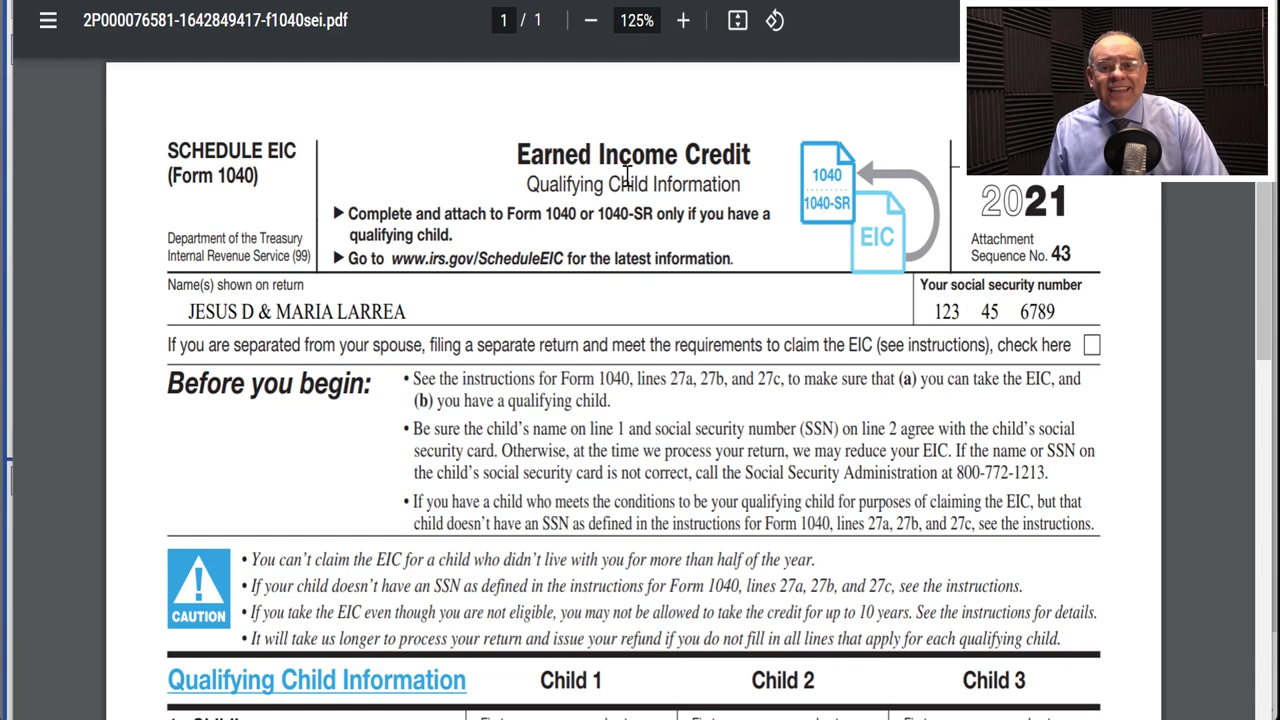 2P000076581-1642849417-f1040sei.pdf
1 / 1
125%
SCHEDULE EIC
(Form 1040)
Department of the Treasury
Internal Revenue Service (99)
Earned Income Credit
Qualifying Child Information
▶ Complete and attach to Form 1040 or 1040-SR only if you have a
qualifying child.
▶ Go to www.irs.gov/ScheduleEIC for the latest information.
1040
1040-SR
EIC
2021
Attachment
Sequence No. 43
Name(s) shown on return
JESUS D & MARIA LARREA
Your social security number
123 45 6789
If you are separated from your spouse, filing a separate return and meet the requirements to claim the EIC (see instructions), check here
Before you begin:
• See the instructions for Form 1040, lines 27a, 27b, and 27c, to make sure that (a) you can take the EIC, and
(b) you have a qualifying child.
• Be sure the child's name on line 1 and social security number (SSN) on line 2 agree with the child's social
security card. Otherwise, at the time we process your return, we may reduce your EIC. If the name or SSN on
the child's social security card is not correct, call the Social Security Administration at 800-772-1213.
• If you have a child who meets the conditions to be your qualifying child for purposes of claiming the EIC, but that
child doesn't have an SSN as defined in the instructions for Form 1040, lines 27a, 27b, and 27c, see the instructions.
CAUTION
• You can't claim the EIC for a child who didn't live with you for more than half of the year.
• If your child doesn't have an SSN as defined in the instructions for Form 1040, lines 27a, 27b, and 27c, see the instructions.
• If you take the EIC even though you are not eligible, you may not be allowed to take the credit for up to 10 years. See the instructions for details.
• It will take us longer to process your return and issue your refund if you do not fill in all lines that apply for each qualifying child.
Qualifying Child Information
Child 1
Child 2
Child 3